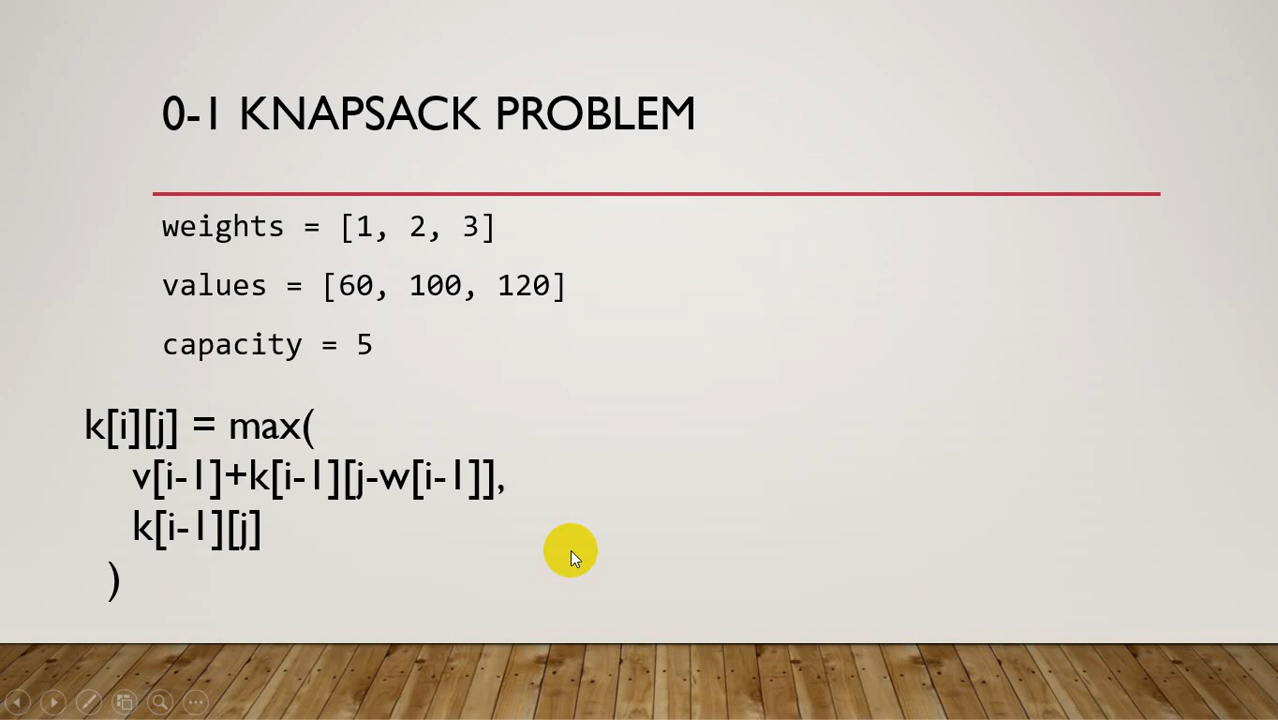 0-1 KNAPSACK PROBLEM
weights = [1, 2, 3]
values = [60, 100, 120]
capacity = 5
k[i][j] = max(
v[i-1]+k[i-1][j-w[i-1]],
k[i-1][j]
)